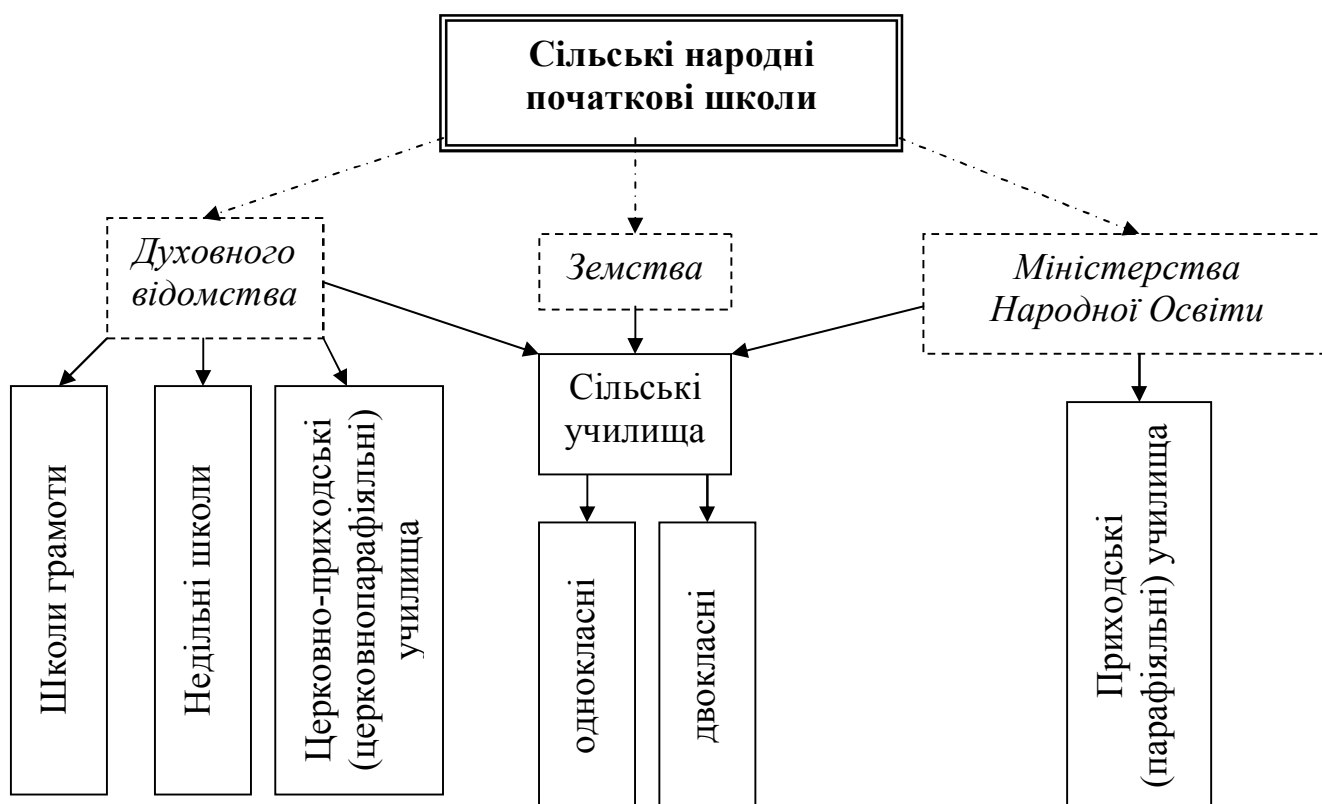 Сільські народні
початкові школи
Духовного
відомства
Земства
Міністерства
Народної Освіти
Сільські
училища
Школи грамоти
Недільні школи
Церковно-приходські
(церковнопарафіяльні)
училища
однокласні
двокласні
Приходські
(парафіяльні) училища